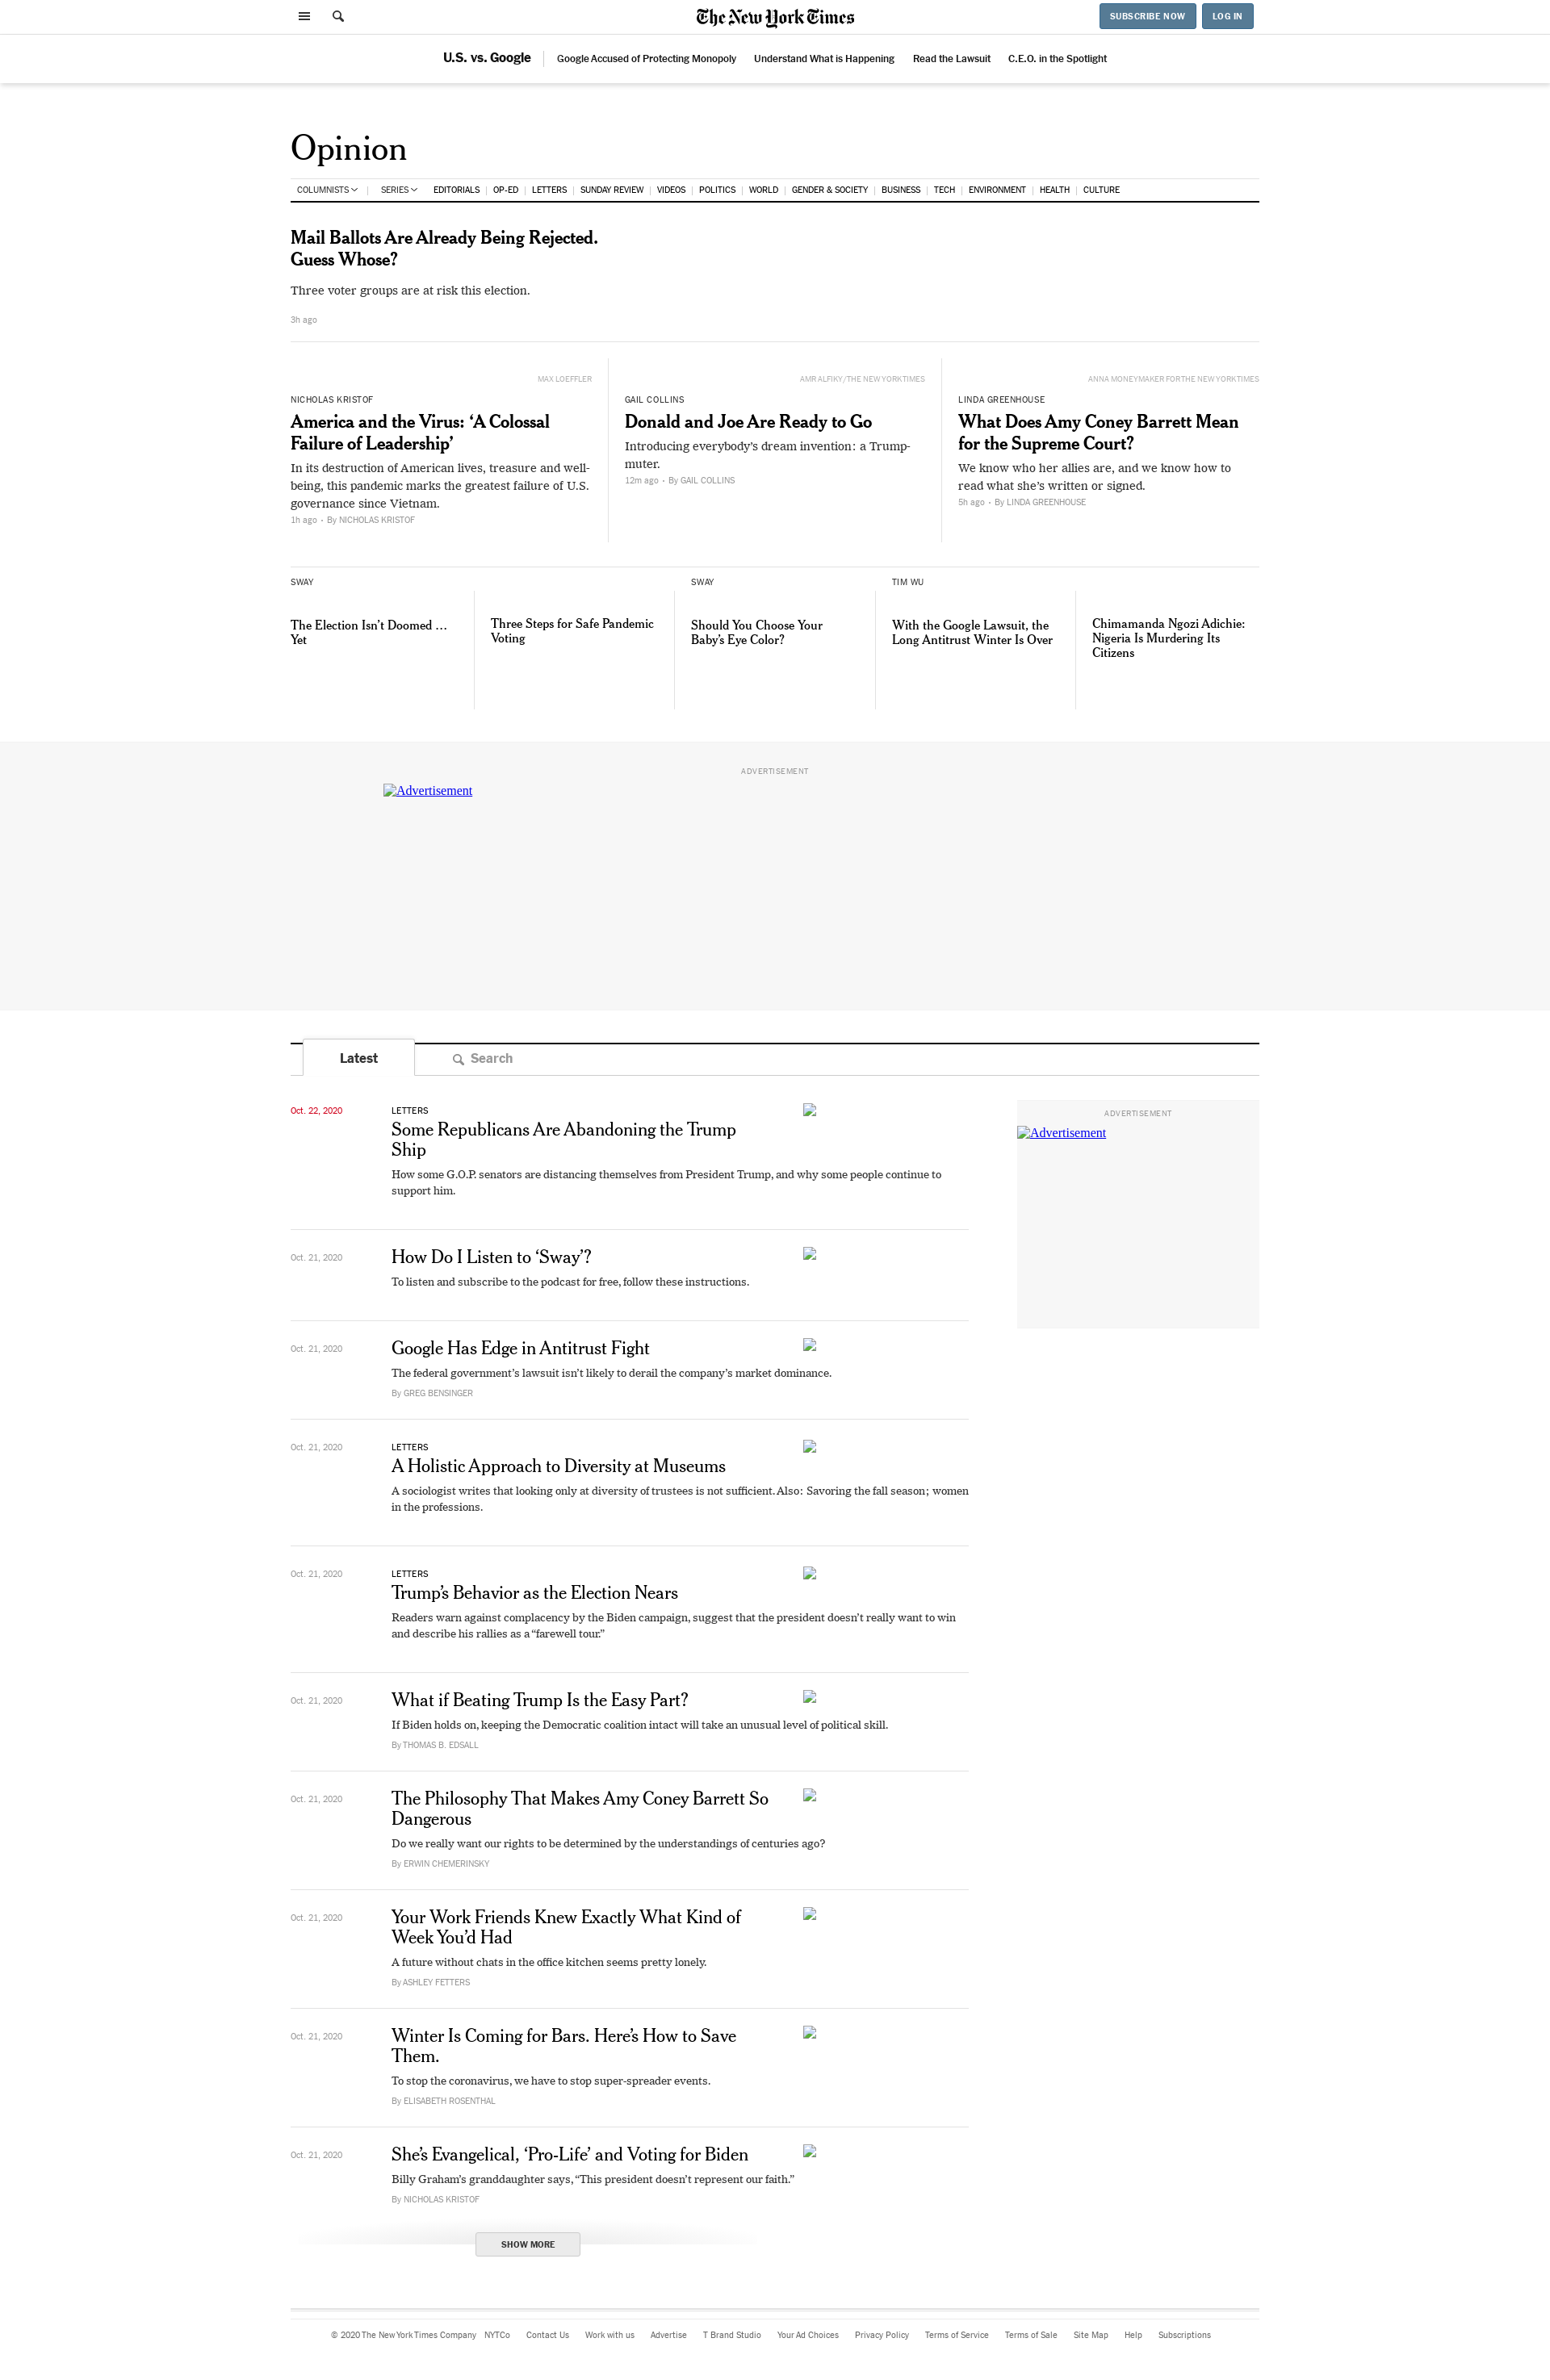 The New York Times
SUBSCRIBE NOW
LOG IN
U.S. vs. Google
Google Accused of Protecting Monopoly
Understand What is Happening
Read the Lawsuit
C.E.O. in the Spotlight
Opinion
COLUMNISTS
SERIES
EDITORIALS
OP-ED
LETTERS
SUNDAY REVIEW
VIDEOS
POLITICS
WORLD
GENDER & SOCIETY
BUSINESS
TECH
ENVIRONMENT
HEALTH
CULTURE
Mail Ballots Are Already Being Rejected.
Guess Whose?
Three voter groups are at risk this election.
3h ago
MAX LOEFFLER
NICHOLAS KRISTOF
America and the Virus: ‘A Colossal
Failure of Leadership’
In its destruction of American lives, treasure and well-
being, this pandemic marks the greatest failure of U.S.
governance since Vietnam.
1h ago • By NICHOLAS KRISTOF
AMR ALFIKY/THE NEW YORK TIMES
GAIL COLLINS
Donald and Joe Are Ready to Go
Introducing everybody’s dream invention: a Trump-
muter.
12m ago • By GAIL COLLINS
ANNA MONEYMAKER FOR THE NEW YORK TIMES
LINDA GREENHOUSE
What Does Amy Coney Barrett Mean
for the Supreme Court?
We know who her allies are, and we know how to
read what she’s written or signed.
5h ago • By LINDA GREENHOUSE
SWAY
The Election Isn’t Doomed …
Yet
Three Steps for Safe Pandemic
Voting
SWAY
Should You Choose Your
Baby’s Eye Color?
TIM WU
With the Google Lawsuit, the
Long Antitrust Winter Is Over
Chimamanda Ngozi Adichie:
Nigeria Is Murdering Its
Citizens
ADVERTISEMENT
Advertisement
Latest
Search
Oct. 22, 2020
LETTERS
Some Republicans Are Abandoning the Trump
Ship
How some G.O.P. senators are distancing themselves from President Trump, and why some people continue to
support him.
ADVERTISEMENT
Advertisement
Oct. 21, 2020
How Do I Listen to ‘Sway’?
To listen and subscribe to the podcast for free, follow these instructions.
Oct. 21, 2020
Google Has Edge in Antitrust Fight
The federal government’s lawsuit isn’t likely to derail the company’s market dominance.
By GREG BENSINGER
Oct. 21, 2020
LETTERS
A Holistic Approach to Diversity at Museums
A sociologist writes that looking only at diversity of trustees is not sufficient. Also: Savoring the fall season; women
in the professions.
Oct. 21, 2020
LETTERS
Trump’s Behavior as the Election Nears
Readers warn against complacency by the Biden campaign, suggest that the president doesn’t really want to win
and describe his rallies as a “farewell tour.”
Oct. 21, 2020
What if Beating Trump Is the Easy Part?
If Biden holds on, keeping the Democratic coalition intact will take an unusual level of political skill.
By THOMAS B. EDSALL
Oct. 21, 2020
The Philosophy That Makes Amy Coney Barrett So
Dangerous
Do we really want our rights to be determined by the understandings of centuries ago?
By ERWIN CHEMERINSKY
Oct. 21, 2020
Your Work Friends Knew Exactly What Kind of
Week You’d Had
A future without chats in the office kitchen seems pretty lonely.
By ASHLEY FETTERS
Oct. 21, 2020
Winter Is Coming for Bars. Here’s How to Save
Them.
To stop the coronavirus, we have to stop super-spreader events.
By ELISABETH ROSENTHAL
Oct. 21, 2020
She’s Evangelical, ‘Pro-Life’ and Voting for Biden
Billy Graham’s granddaughter says, “This president doesn’t represent our faith.”
By NICHOLAS KRISTOF
SHOW MORE
© 2020 The New York Times Company
NYTCo
Contact Us
Work with us
Advertise
T Brand Studio
Your Ad Choices
Privacy Policy
Terms of Service
Terms of Sale
Site Map
Help
Subscriptions